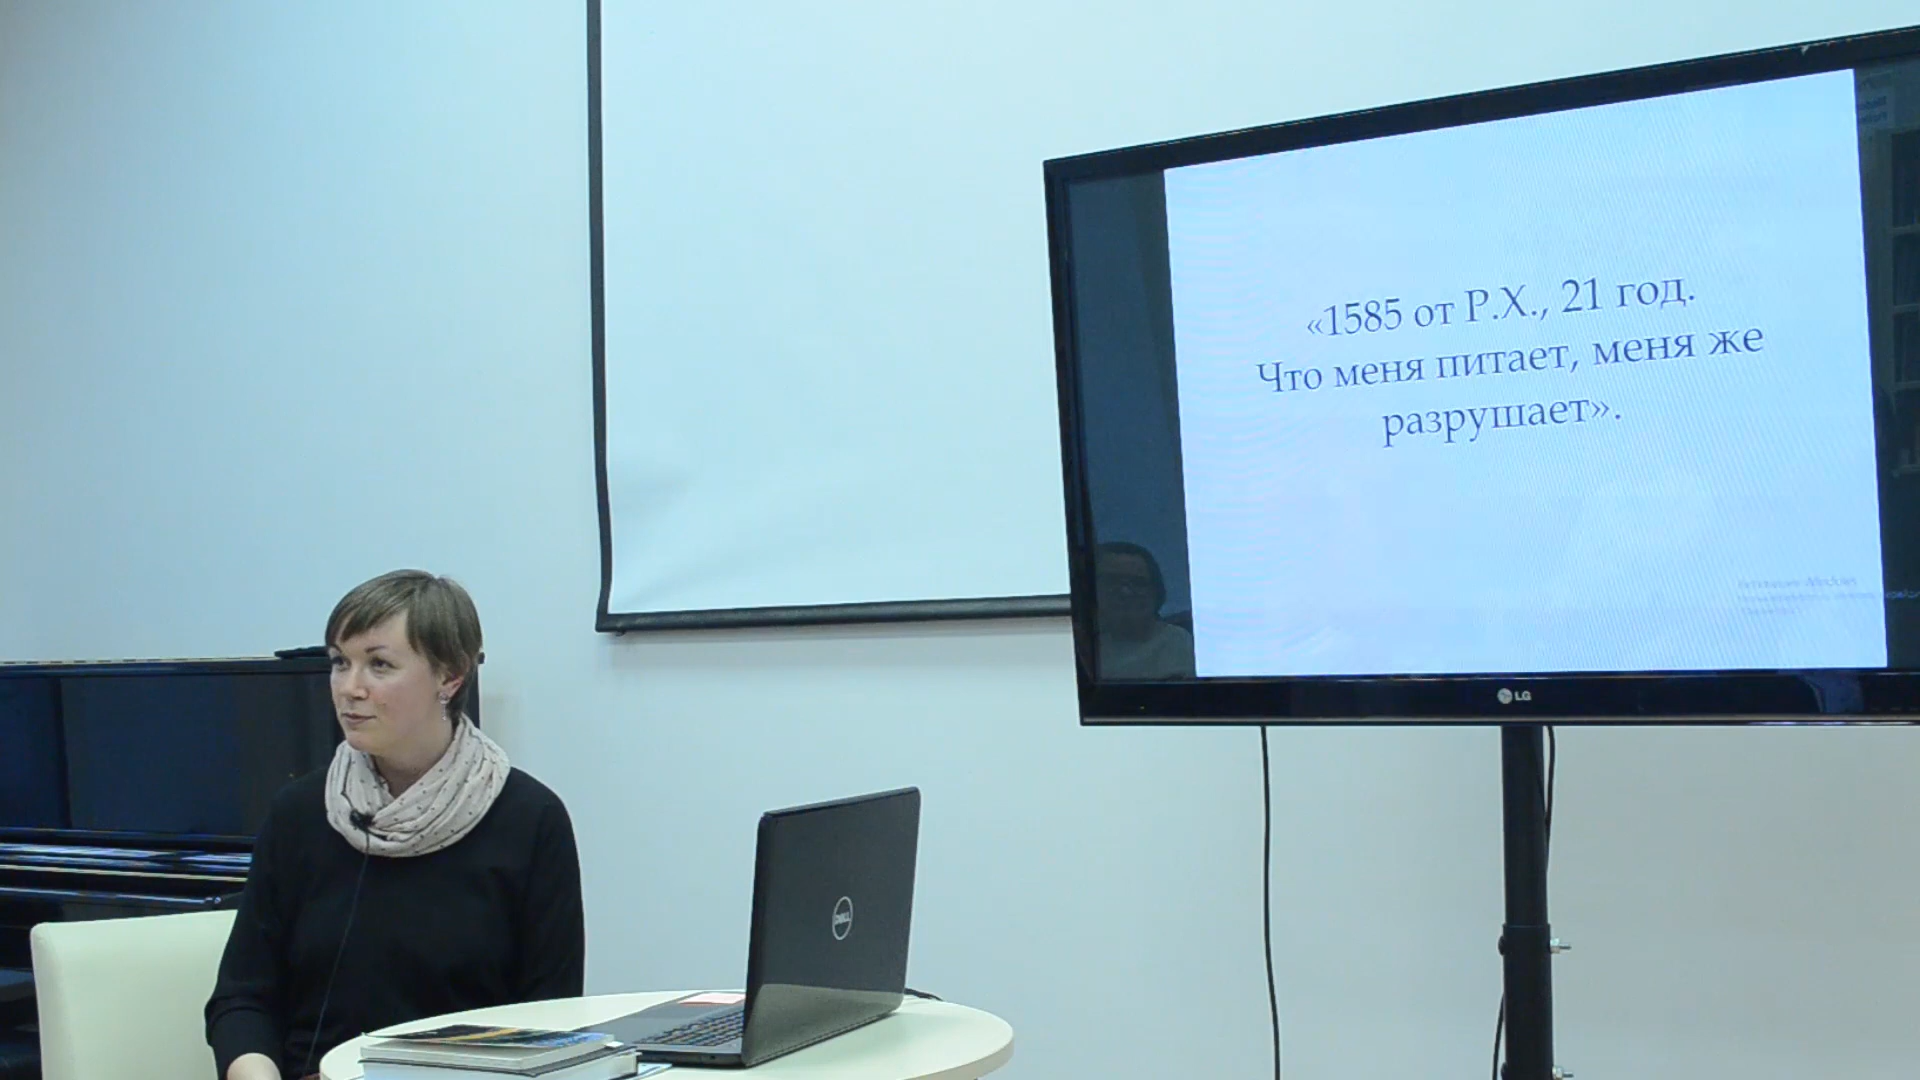 «1585 от Р.Х., 21 год.
Что меня питает, меня же
разрушает».
LG
DELL